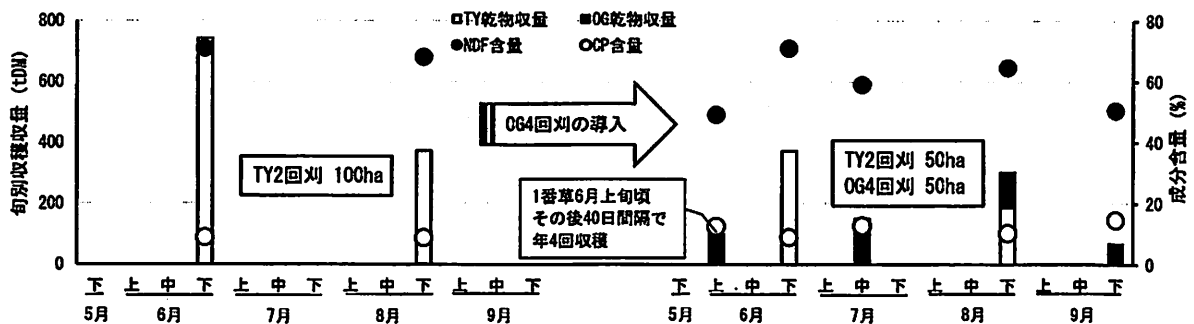 □TY乾物収量 ■OG乾物収量
●NDF含量 ○CP含量
旬別収穫収量 (tDM)
800
600
400
200
0
TY2回刈 100ha
OG4回刈の導入
1番草6月上旬頃
その後40日間隔で
年4回収穫
TY2回刈 50ha
OG4回刈 50ha
80
60
40
20
0
成分含量 (%)
下 上 中 下 上 中 下 上 中 下 上 中 下
5月 6月 7月 8月 9月
下 上 中 下 上 中 下 上 中 下 上 中 下
5月 6月 7月 8月 9月